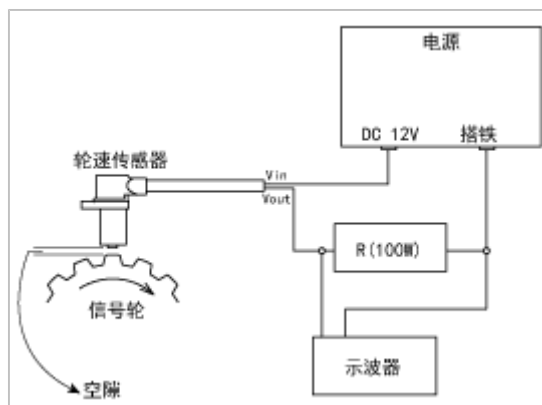 电源
DC 12V
搭铁
轮速传感器
Vin
Vout
R(100W)
信号轮
示波器
空隙